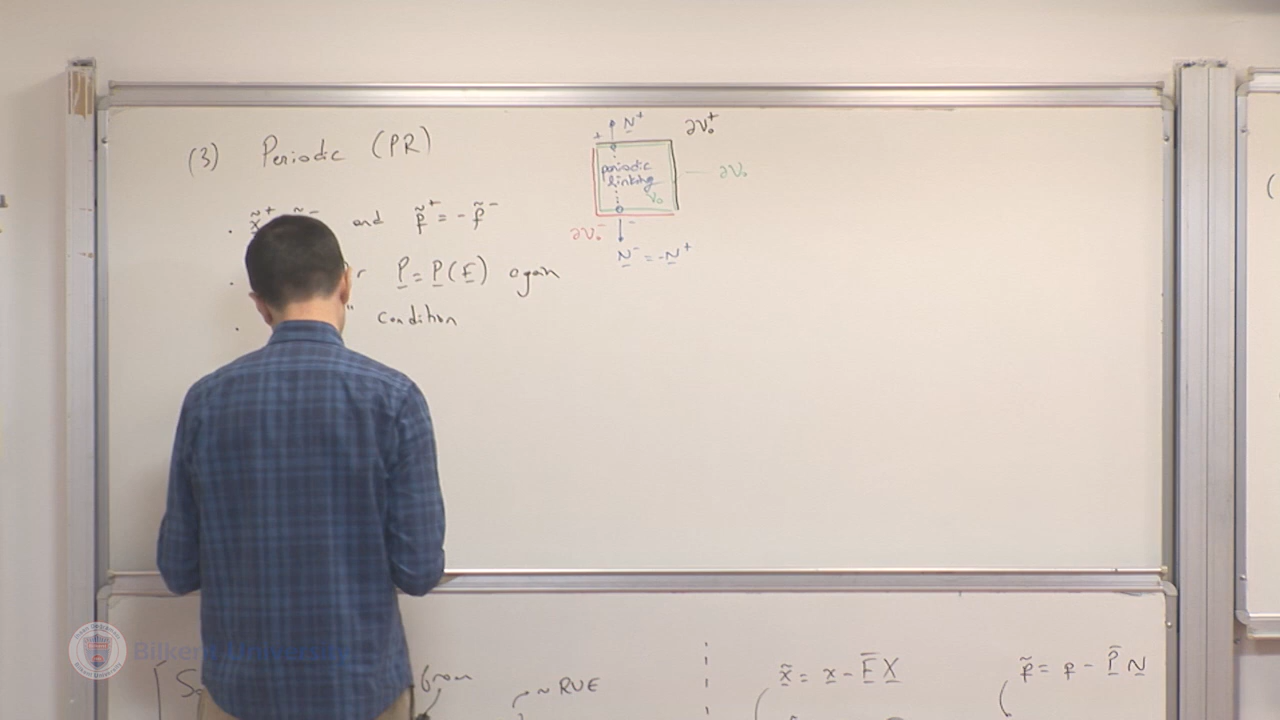 (3) Periodic (PR)
and p̃⁺ = - p̃⁻
P = P(F) again
" condition
N⁺
∂V₀⁺
+
periodic
linking
V₀
∂V₀
∂V₀⁻
-
N⁻ = -N⁺
Bilkent University
from
~ RVE
x̃ = x - F̄ X
p̃ = p - P̄ N
(